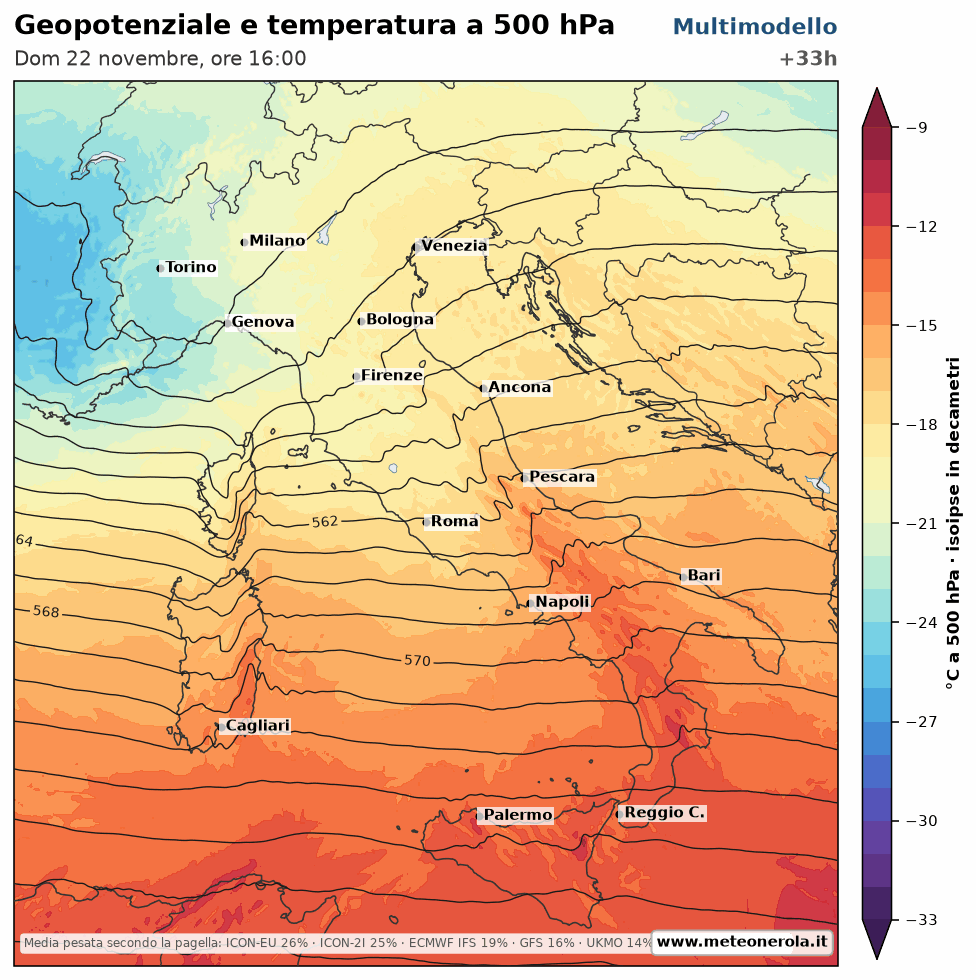 Geopotenziale e temperatura a 500 hPa
Multimodello
Dom 22 novembre, ore 16:00
+33h
Milano
Venezia
Torino
Genova
Bologna
Firenze
Ancona
Pescara
Roma
562
64
Bari
Napoli
568
570
Cagliari
Palermo
Reggio C.
Media pesata secondo la pagella: ICON-EU 26% · ICON-2I 25% · ECMWF IFS 19% · GFS 16% · UKMO 14%
www.meteonerola.it
−9
−12
−15
−18
−21
−24
−27
−30
−33
°C a 500 hPa · isoipse in decametri